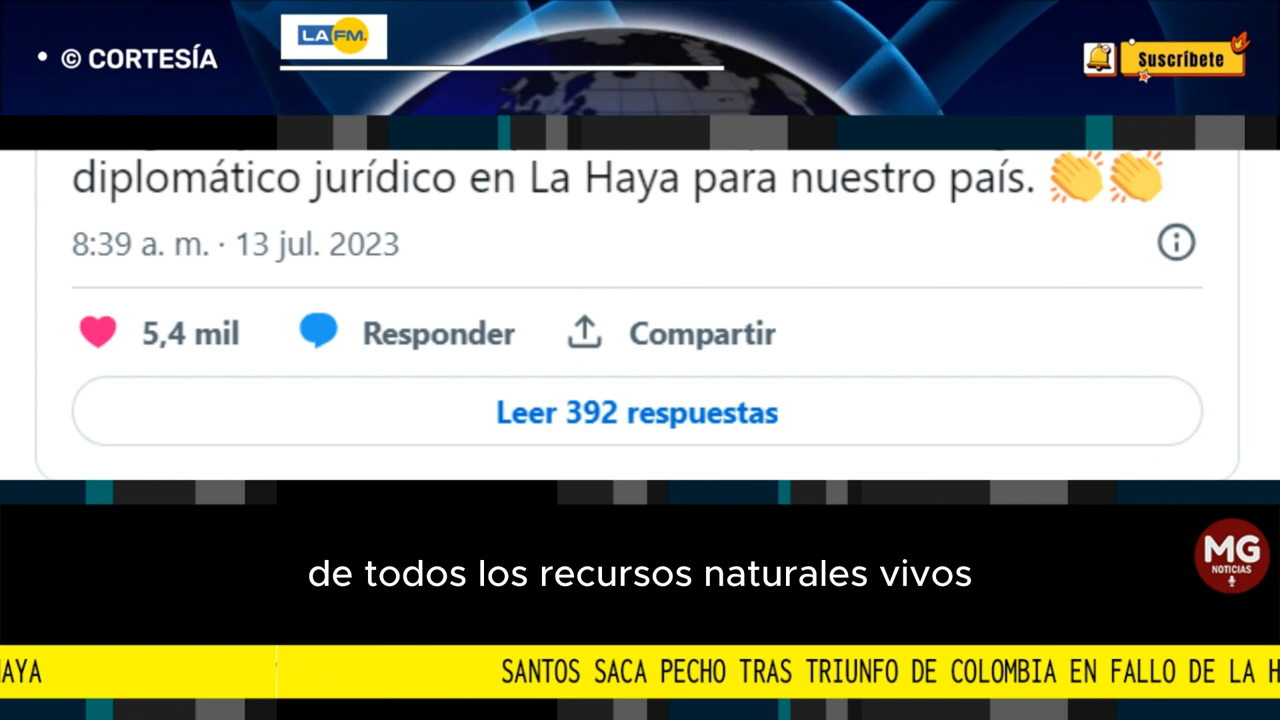 • © CORTESÍA
LA FM.
Suscríbete
diplomático jurídico en La Haya para nuestro país. 👏👏
8:39 a. m. · 13 jul. 2023
5,4 mil
Responder
Compartir
Leer 392 respuestas
de todos los recursos naturales vivos
MG
NOTICIAS
SANTOS SACA PECHO TRAS TRIUNFO DE COLOMBIA EN FALLO DE LA